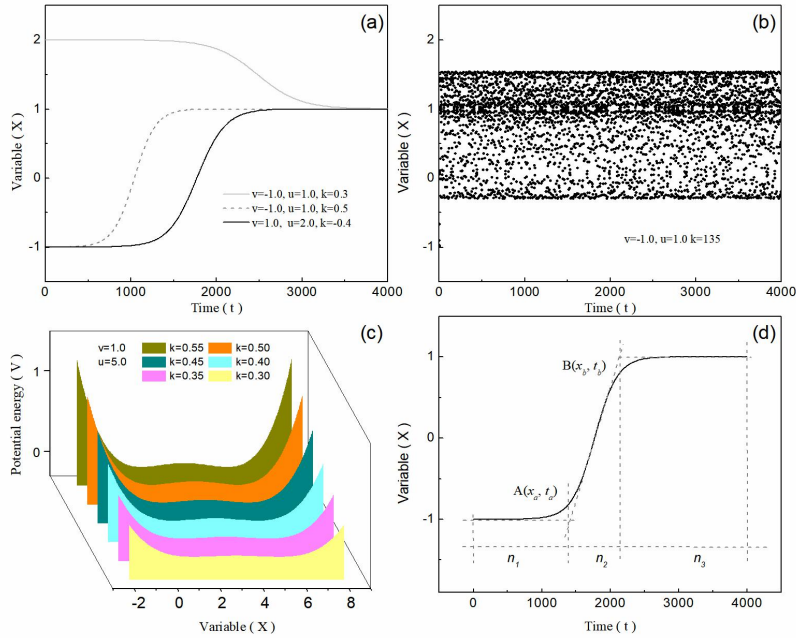 (a)
2
1
0
-1
Variable ( X )
v=-1.0, u=1.0, k=0.3
v=-1.0, u=1.0, k=0.5
v=1.0, u=2.0, k=-0.4
0 1000 2000 3000 4000
Time ( t )
(b)
2
1
0
-1
Variable ( X )
v=-1.0, u=1.0 k=135
0 1000 2000 3000 4000
Time ( t )
(c)
v=1.0 k=0.55 k=0.50
u=5.0 k=0.45 k=0.40
k=0.35 k=0.30
1
0
Potential energy ( V )
-2 0 2 4 6 8
Variable ( X )
(d)
1
0
-1
Variable ( X )
B(x_b, t_b)
A(x_a, t_a)
n_1 n_2 n_3
0 1000 2000 3000 4000
Time ( t )